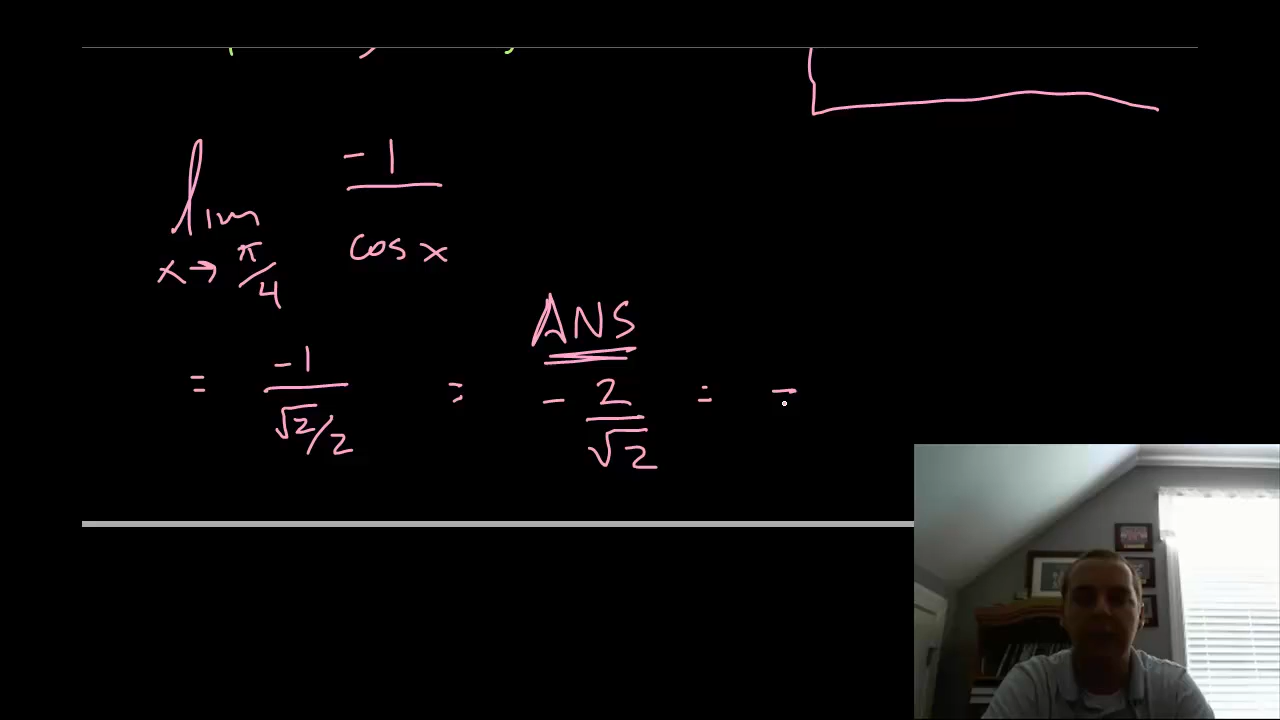 lim x→π/4 -1/cos x
ANS
= -1/√2/2 = - 2/√2 = -